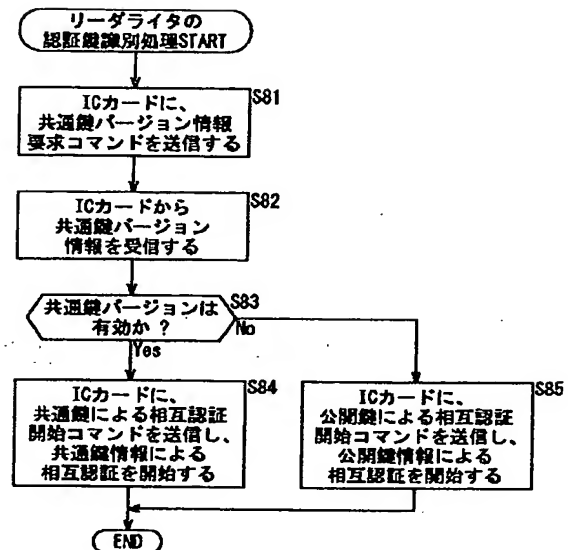 リーダライタの
認証鍵識別処理START
S81
ICカードに、
共通鍵バージョン情報
要求コマンドを送信する
S82
ICカードから
共通鍵バージョン
情報を受信する
S83
共通鍵バージョンは
有効か ?
No
Yes
S84
ICカードに、
共通鍵による相互認証
開始コマンドを送信し、
共通鍵情報による
相互認証を開始する
S85
ICカードに、
公開鍵による相互認証
開始コマンドを送信し、
公開鍵情報による
相互認証を開始する
END